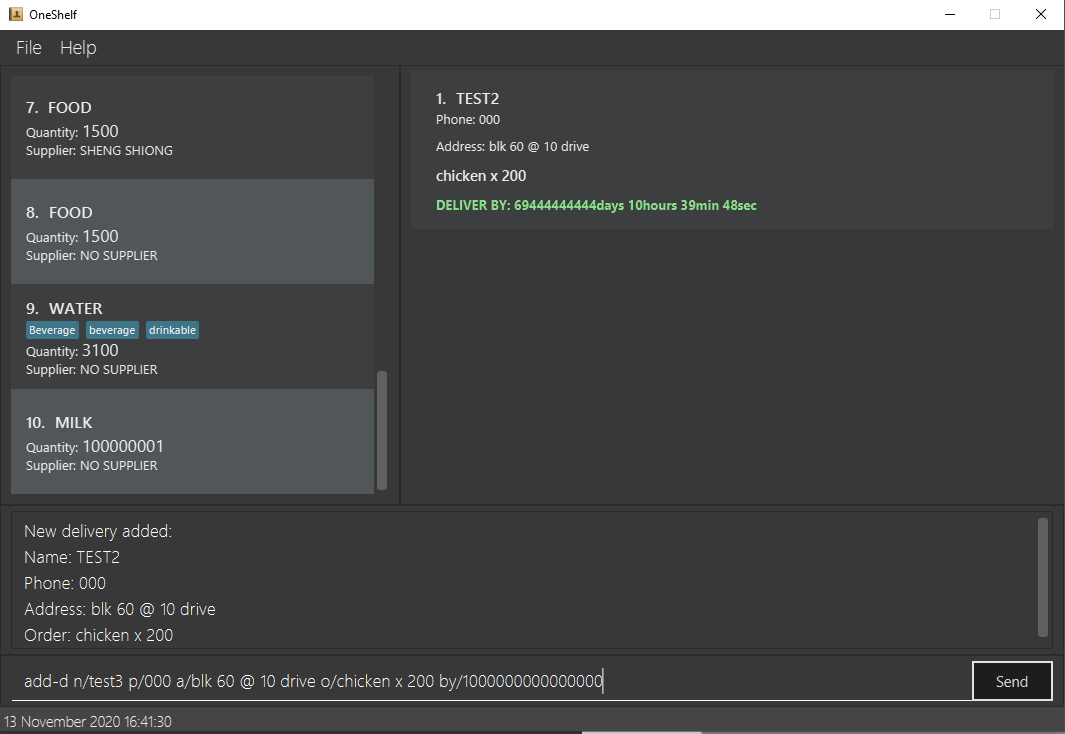 OneShelf
File Help
7. FOOD
Quantity: 1500
Supplier: SHENG SHIONG
8. FOOD
Quantity: 1500
Supplier: NO SUPPLIER
9. WATER
Beverage beverage drinkable
Quantity: 3100
Supplier: NO SUPPLIER
10. MILK
Quantity: 100000001
Supplier: NO SUPPLIER
1. TEST2
Phone: 000
Address: blk 60 @ 10 drive
chicken x 200
DELIVER BY: 69444444444days 10hours 39min 48sec
New delivery added:
Name: TEST2
Phone: 000
Address: blk 60 @ 10 drive
Order: chicken x 200
add-d n/test3 p/000 a/blk 60 @ 10 drive o/chicken x 200 by/1000000000000000
Send
13 November 2020 16:41:30